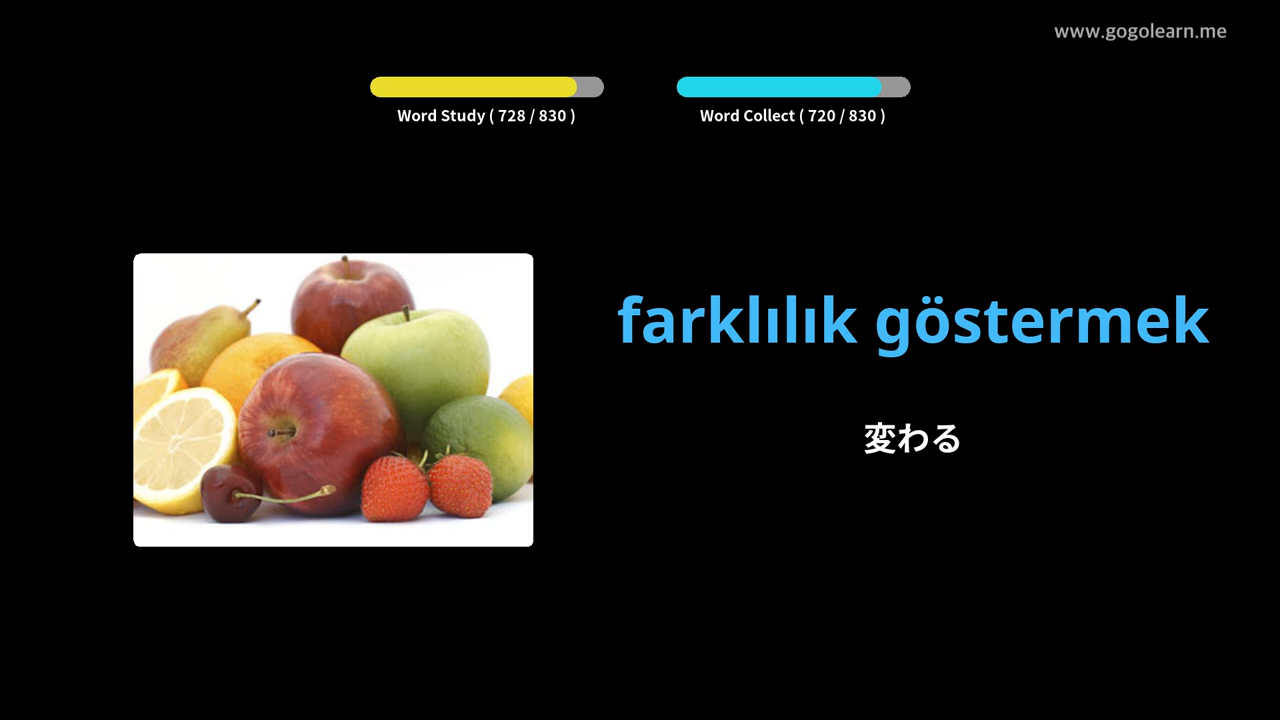 www.gogolearn.me
Word Study ( 728 / 830 )
Word Collect ( 720 / 830 )
farklılık göstermek
変わる